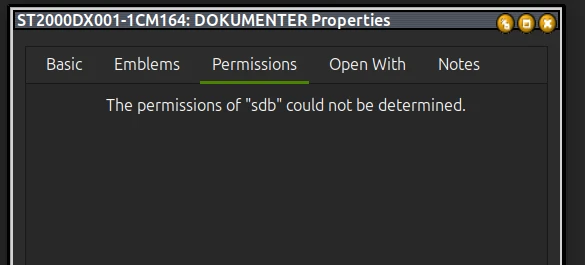 ST2000DX001-1CM164: DOKUMENTER Properties
Basic Emblems Permissions Open With Notes
The permissions of "sdb" could not be determined.